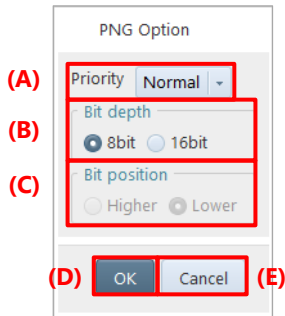 PNG Option
(A) Priority Normal
(B) Bit depth
8bit 16bit
(C) Bit position
Higher Lower
(D) OK Cancel (E)